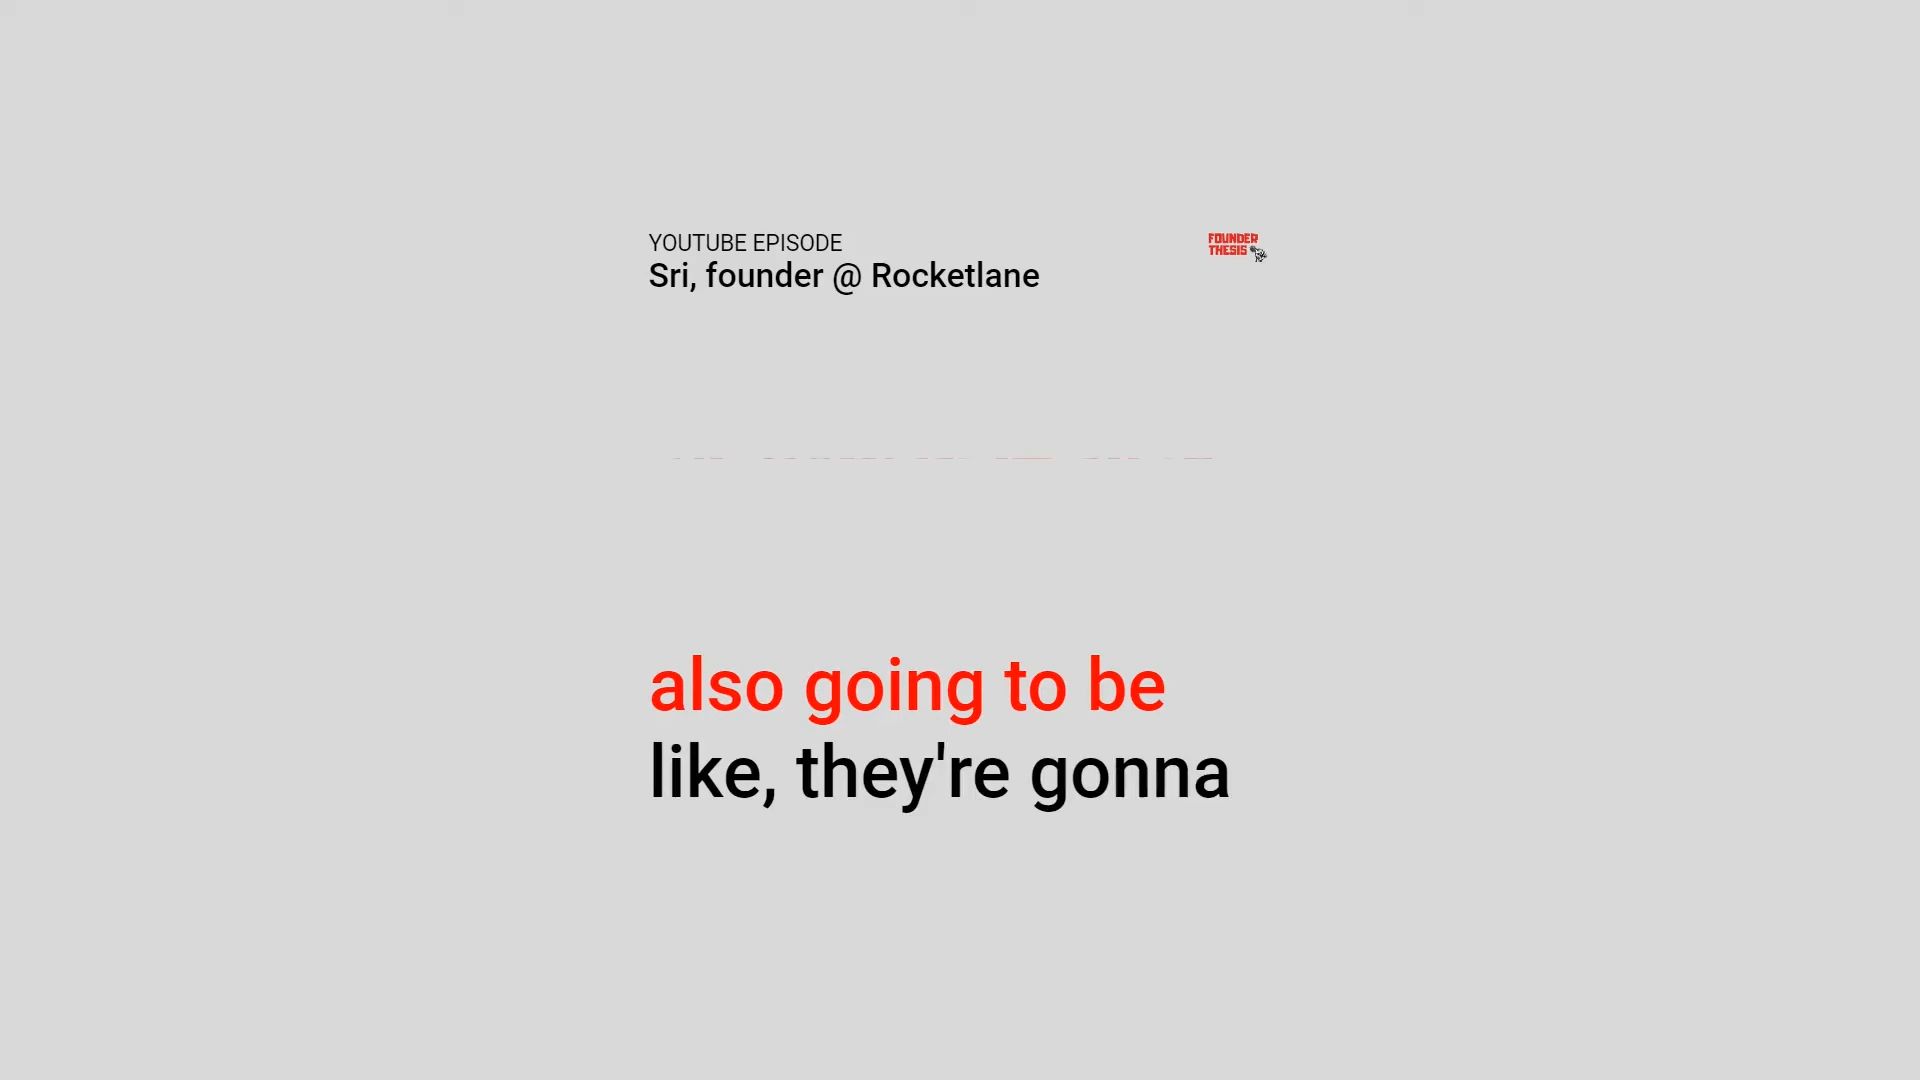 YOUTUBE EPISODE
Sri, founder @ Rocketlane
FOUNDER
THESIS
also going to be
like, they're gonna